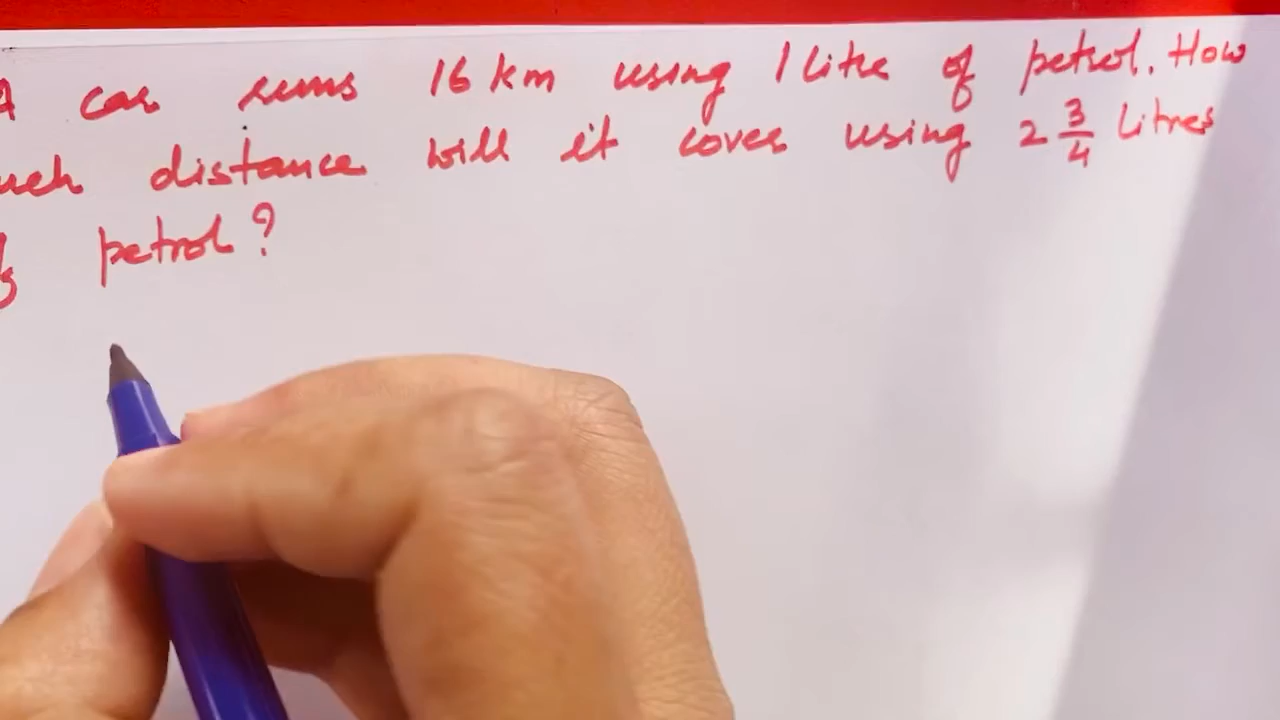 A car runs 16 km using 1 litre of petrol. How
uch distance will it cover using 2 3/4 litres
petrol?